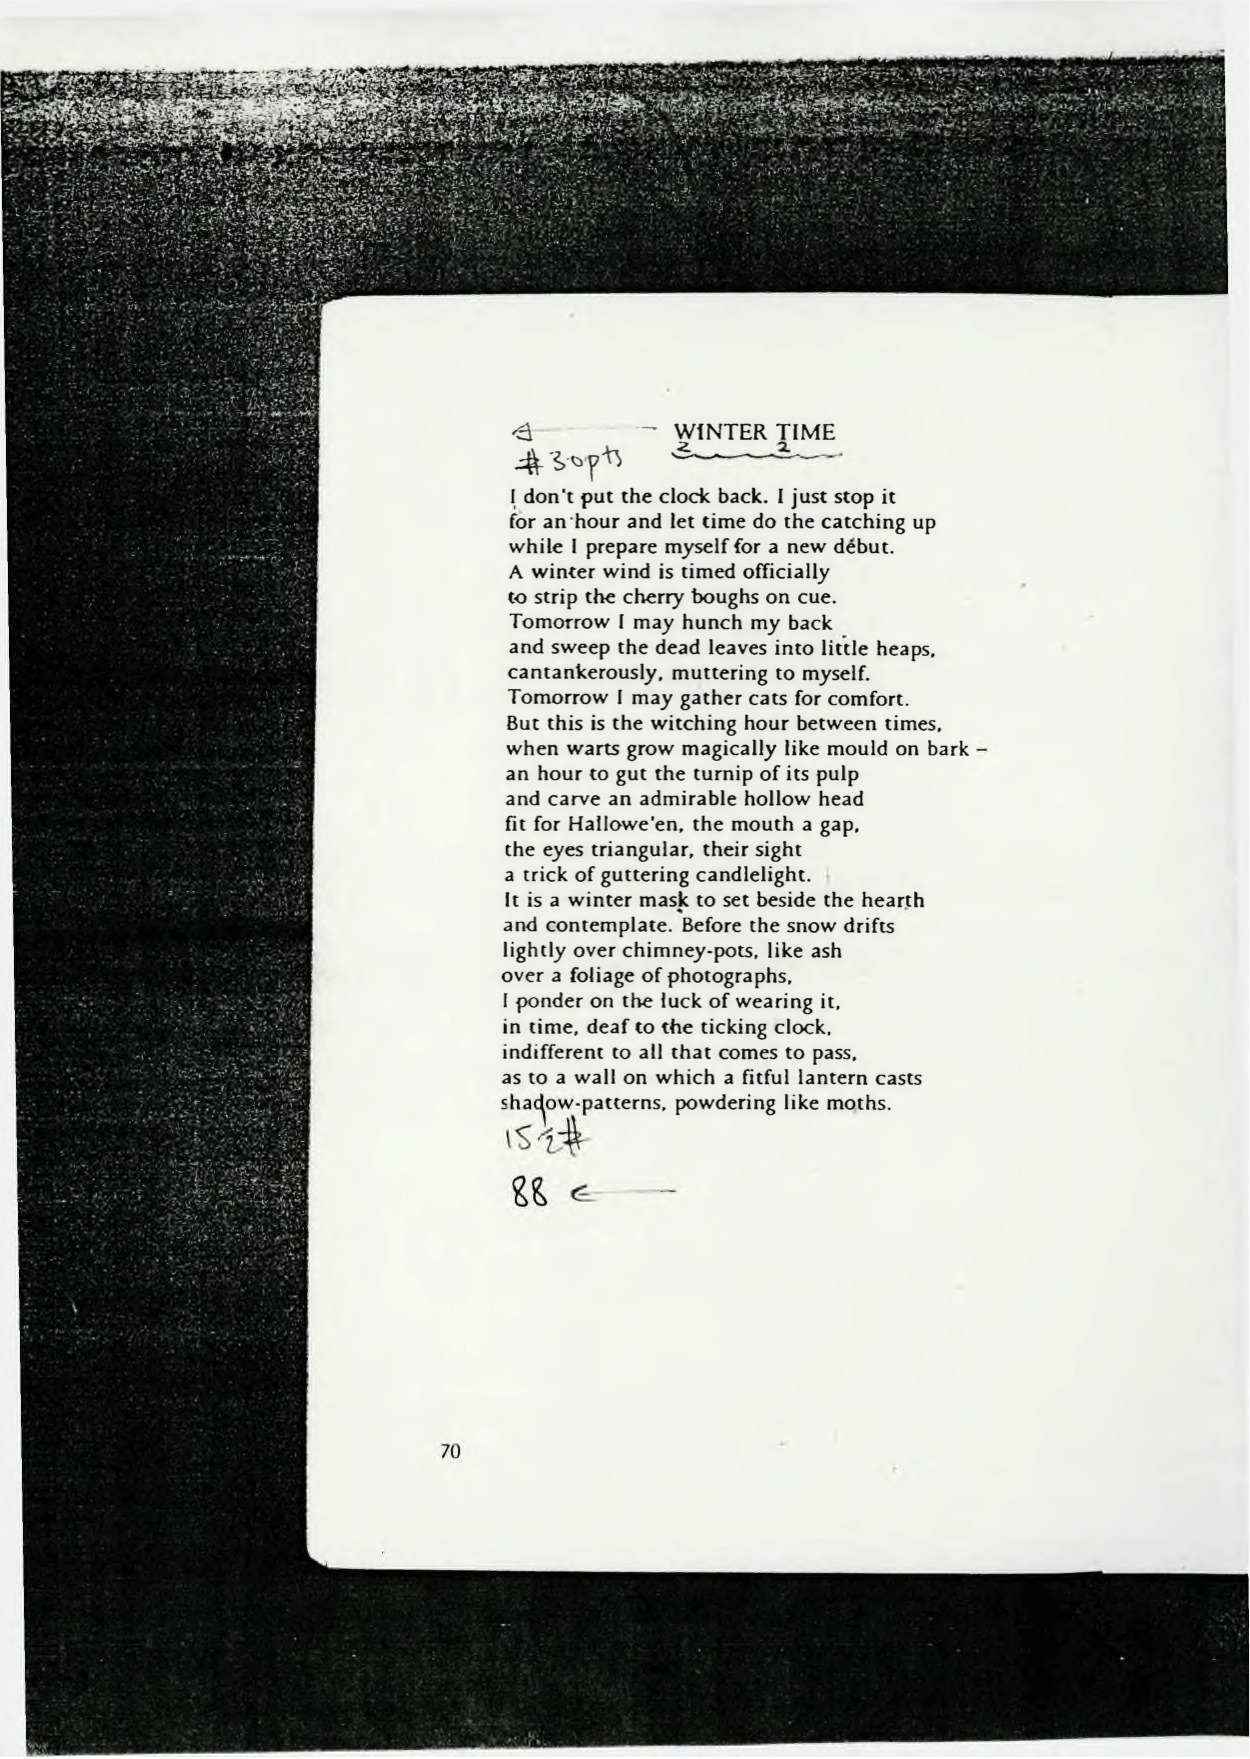 WINTER TIME
2 2
# 30pts
I don't put the clock back. I just stop it
for an hour and let time do the catching up
while I prepare myself for a new début.
A winter wind is timed officially
to strip the cherry boughs on cue.
Tomorrow I may hunch my back
and sweep the dead leaves into little heaps,
cantankerously, muttering to myself.
Tomorrow I may gather cats for comfort.
But this is the witching hour between times,
when warts grow magically like mould on bark –
an hour to gut the turnip of its pulp
and carve an admirable hollow head
fit for Hallowe'en, the mouth a gap,
the eyes triangular, their sight
a trick of guttering candlelight.
It is a winter mask to set beside the hearth
and contemplate. Before the snow drifts
lightly over chimney-pots, like ash
over a foliage of photographs,
I ponder on the luck of wearing it,
in time, deaf to the ticking clock,
indifferent to all that comes to pass,
as to a wall on which a fitful lantern casts
shadow-patterns, powdering like moths.
15½#
88
70